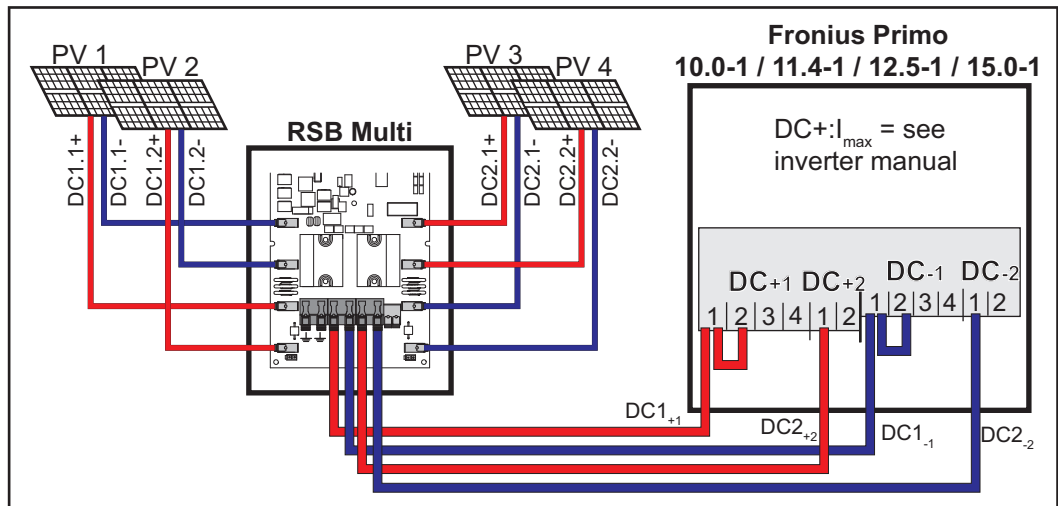 PV 1
PV 2
PV 3
PV 4
Fronius Primo
10.0-1 / 11.4-1 / 12.5-1 / 15.0-1
RSB Multi
DC1.1+
DC1.1-
DC1.2+
DC1.2-
DC2.1+
DC2.1-
DC2.2+
DC2.2-
DC+:Imax = see
inverter manual
DC+1
DC+2
DC-1
DC-2
1 2 3 4 1 2
1 2 3 4 1 2
DC1+1
DC2+2
DC1-1
DC2-2